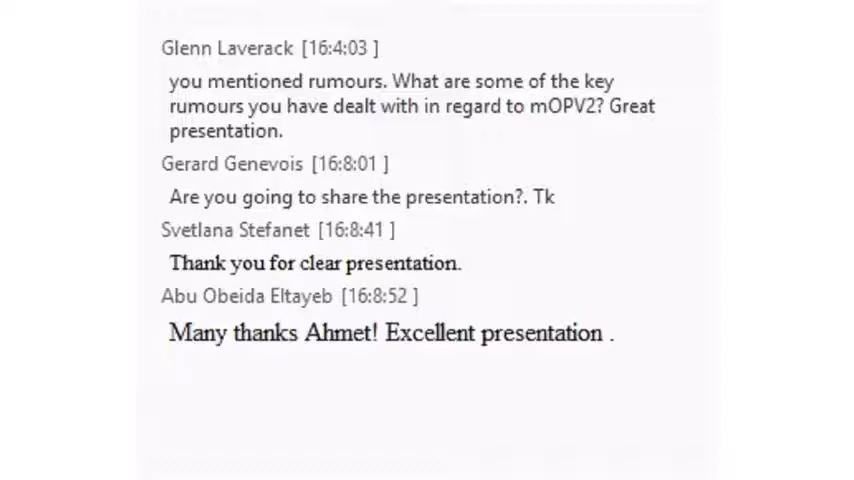 Glenn Laverack [16:4:03 ]
you mentioned rumours. What are some of the key
rumours you have dealt with in regard to mOPV2? Great
presentation.
Gerard Genevois [16:8:01 ]
Are you going to share the presentation?. Tk
Svetlana Stefanet [16:8:41 ]
Thank you for clear presentation.
Abu Obeida Eltayeb [16:8:52 ]
Many thanks Ahmet! Excellent presentation .